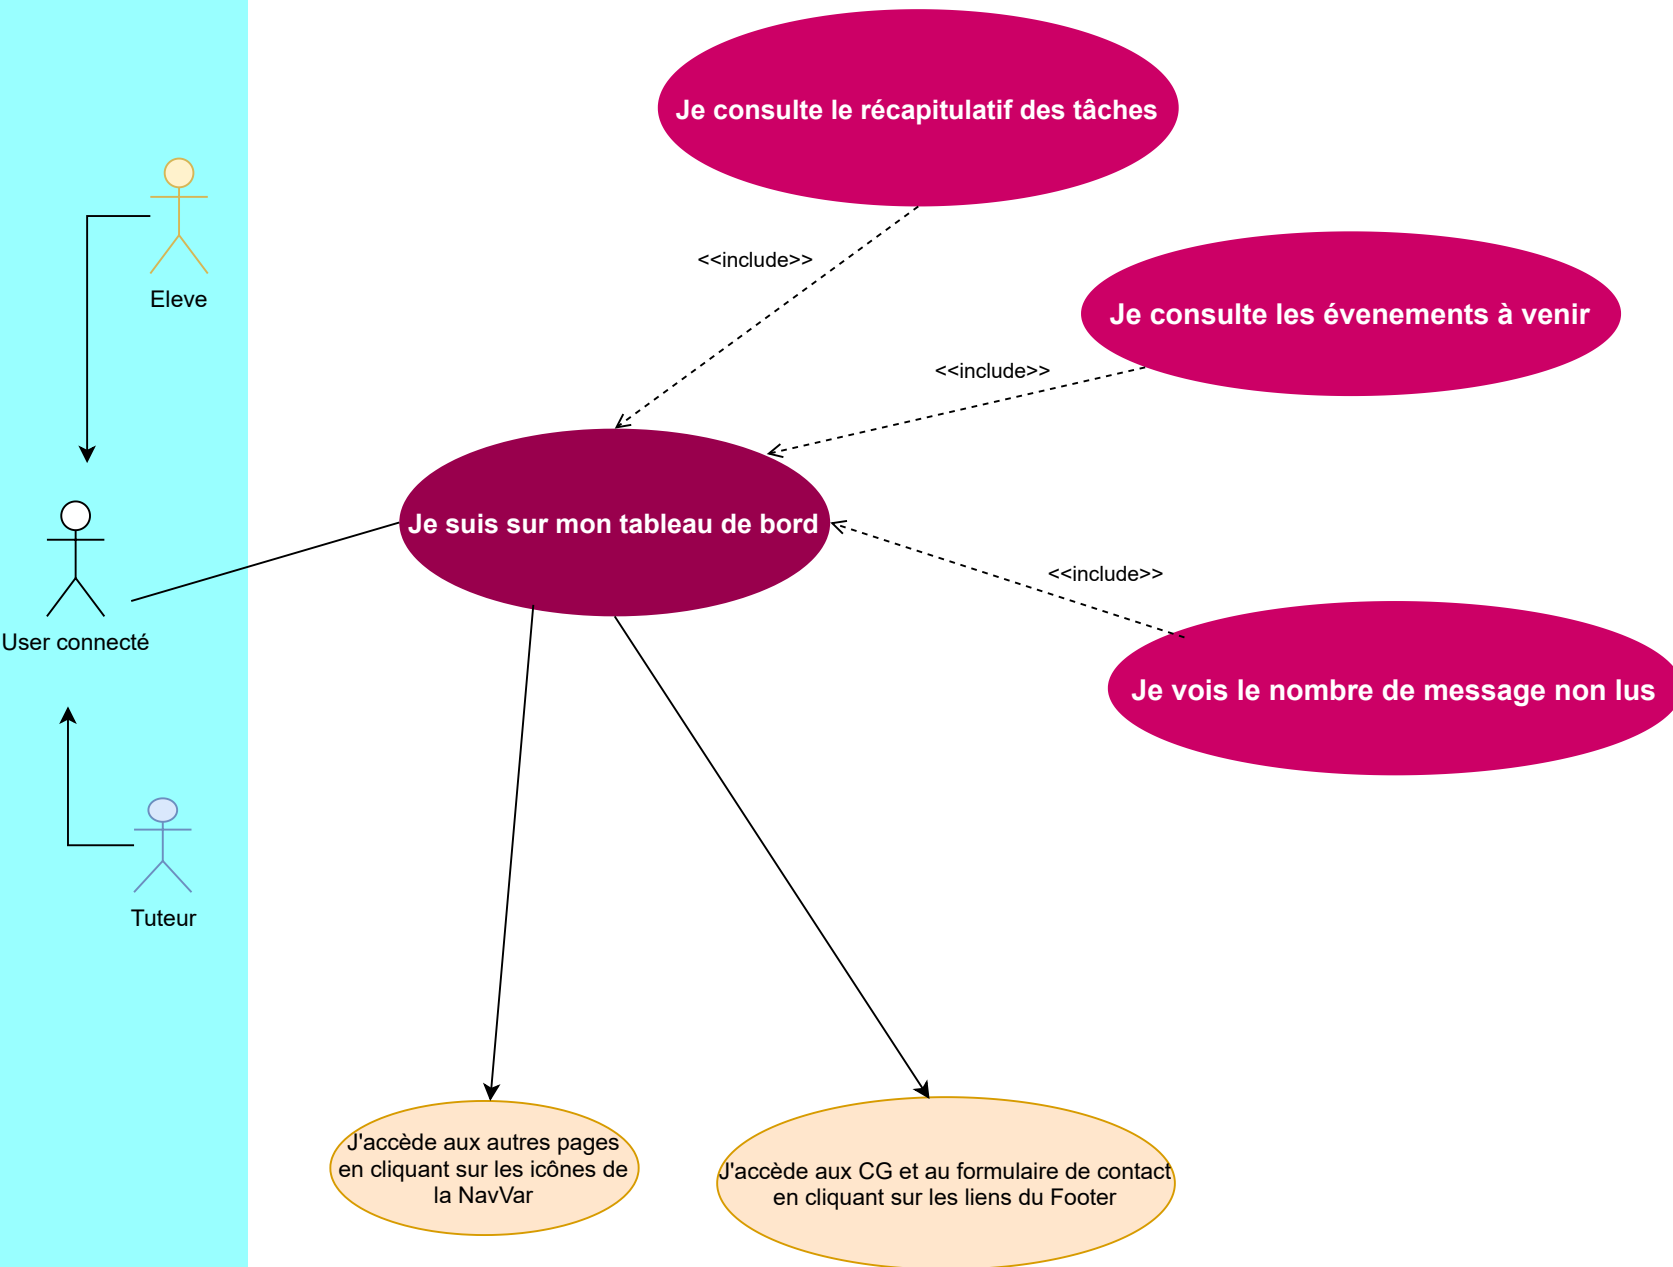 Je consulte le récapitulatif des tâches
<<include>>
Eleve
Je consulte les évenements à venir
<<include>>
Je suis sur mon tableau de bord
<<include>>
User connecté
Je vois le nombre de message non lus
Tuteur
J'accède aux autres pages
en cliquant sur les icônes de
la NavVar
J'accède aux CG et au formulaire de contact
en cliquant sur les liens du Footer